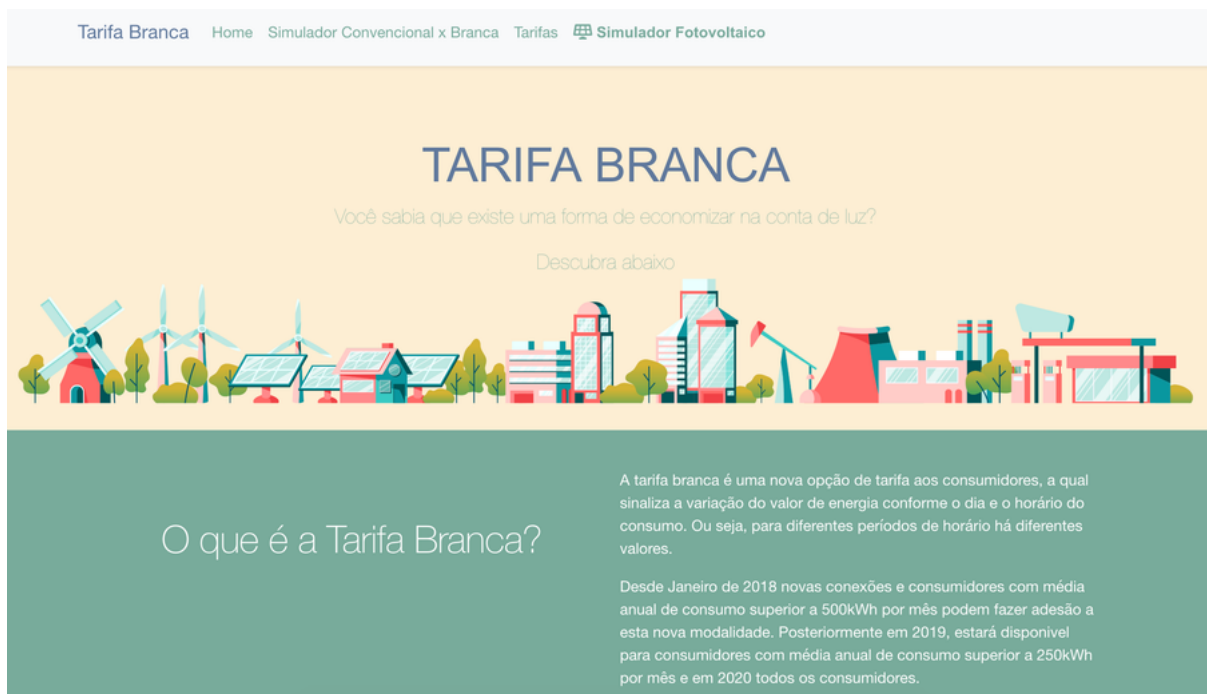 Tarifa Branca Home Simulador Convencional x Branca Tarifas Simulador Fotovoltaico
TARIFA BRANCA
Você sabia que existe uma forma de economizar na conta de luz?
Descubra abaixo
O que é a Tarifa Branca?
A tarifa branca é uma nova opção de tarifa aos consumidores, a qual
sinaliza a variação do valor de energia conforme o dia e o horário do
consumo. Ou seja, para diferentes períodos de horário há diferentes
valores.
Desde Janeiro de 2018 novas conexões e consumidores com média
anual de consumo superior a 500kWh por mês podem fazer adesão a
esta nova modalidade. Posteriormente em 2019, estará disponivel
para consumidores com média anual de consumo superior a 250kWh
por mês e em 2020 todos os consumidores.